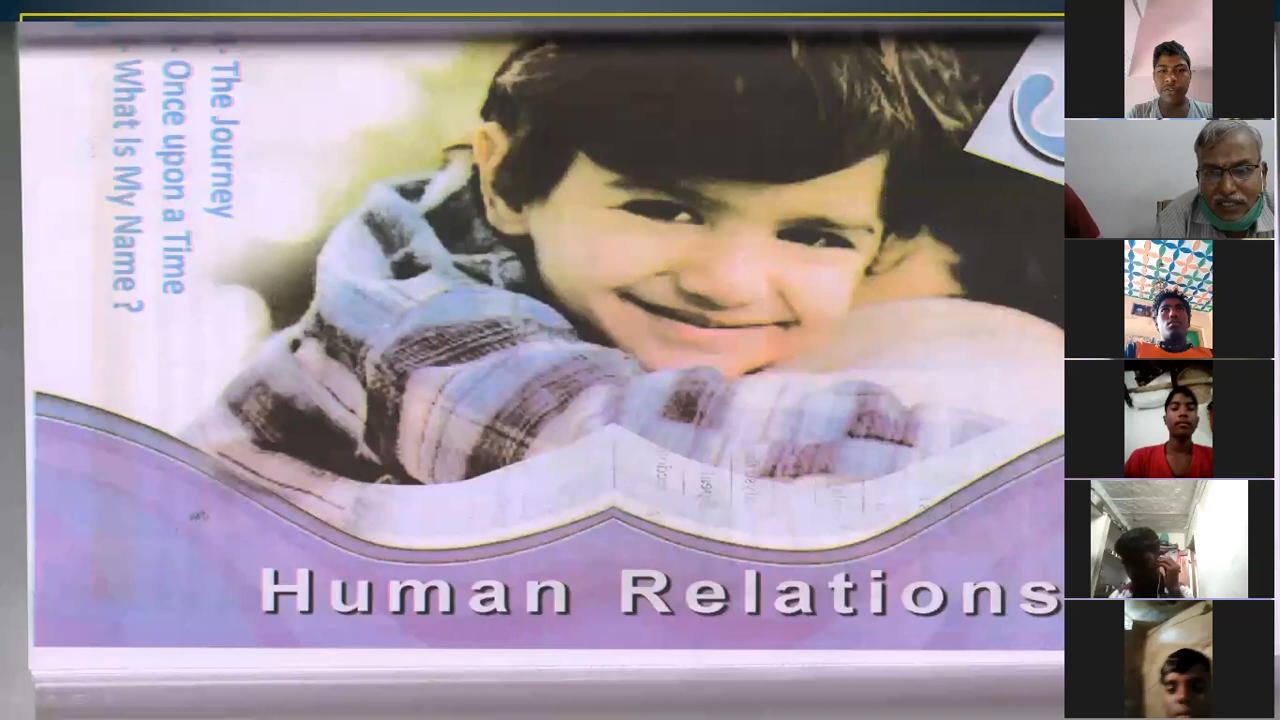 The Journey
Once upon a Time
What Is My Name ?
Human Relations